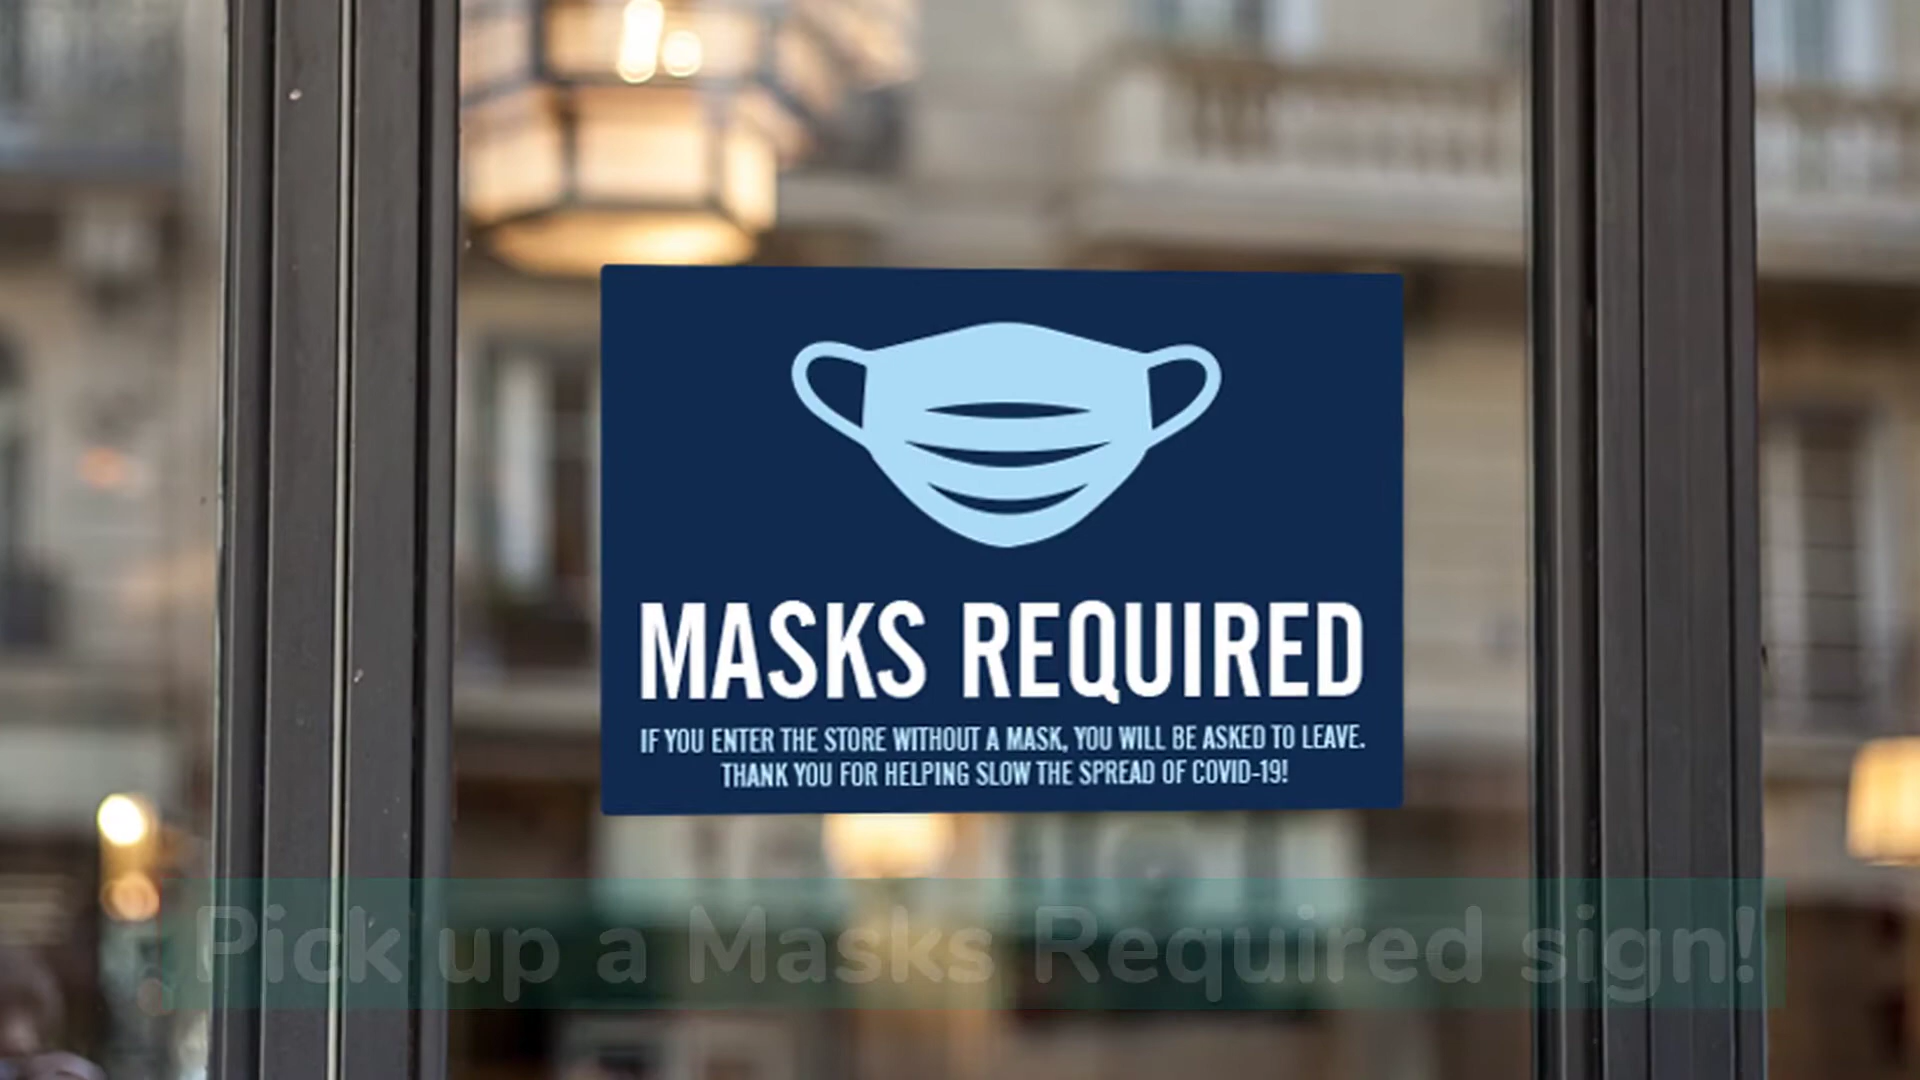 MASKS REQUIRED
IF YOU ENTER THE STORE WITHOUT A MASK, YOU WILL BE ASKED TO LEAVE.
THANK YOU FOR HELPING SLOW THE SPREAD OF COVID-19!
Pick up a Masks Required sign!